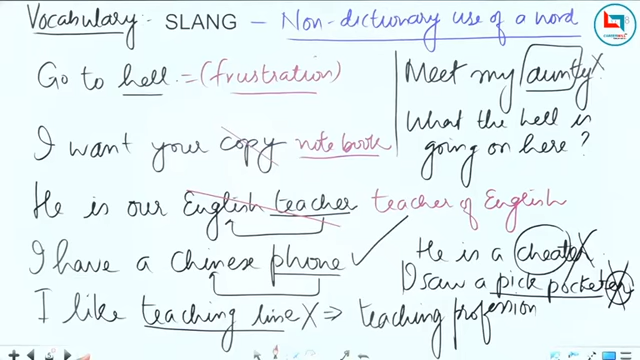 Vocabulary - SLANG - Non-dictionary use of a word
Go to hell = (frustration)
I want your copy notebook
He is our English teacher teacher of English
I have a chinese phone ✓
I like teaching line X ⇒ teaching profession
Meet my aunty X
What the hell is
going on here?
He is a cheater X
I saw a pick pocketer X